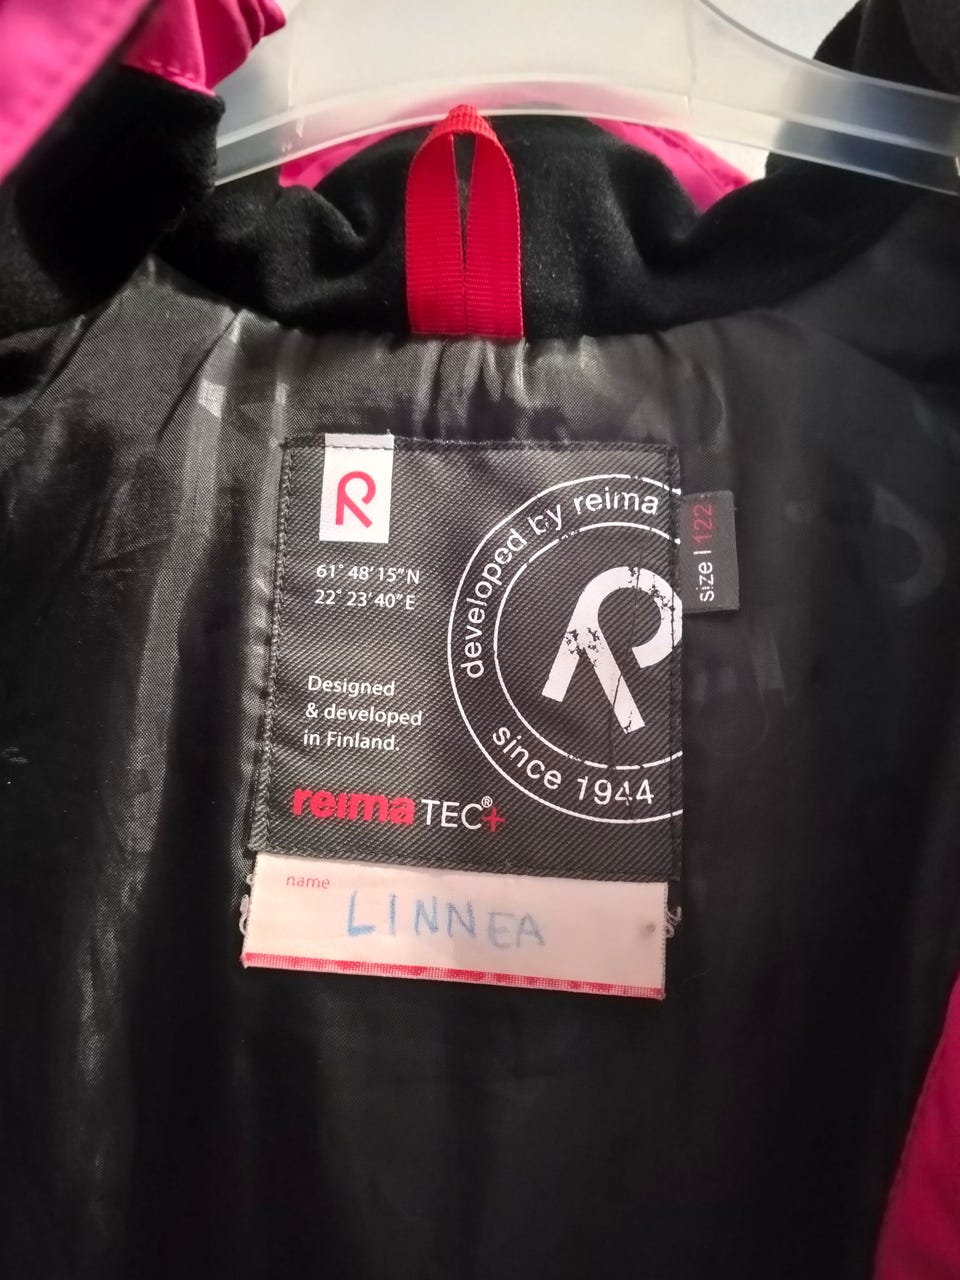 R
61° 48' 15" N
22° 23' 40" E
developed by reima
since 1944
size | 122
Designed
& developed
in Finland.
reima TEC®+
name
LINNEA